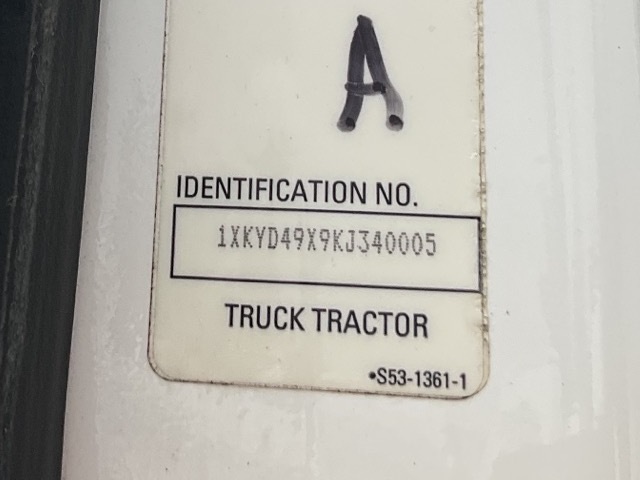 A
IDENTIFICATION NO.
1XKYD49X9KJ340005
TRUCK TRACTOR
•S53-1361-1